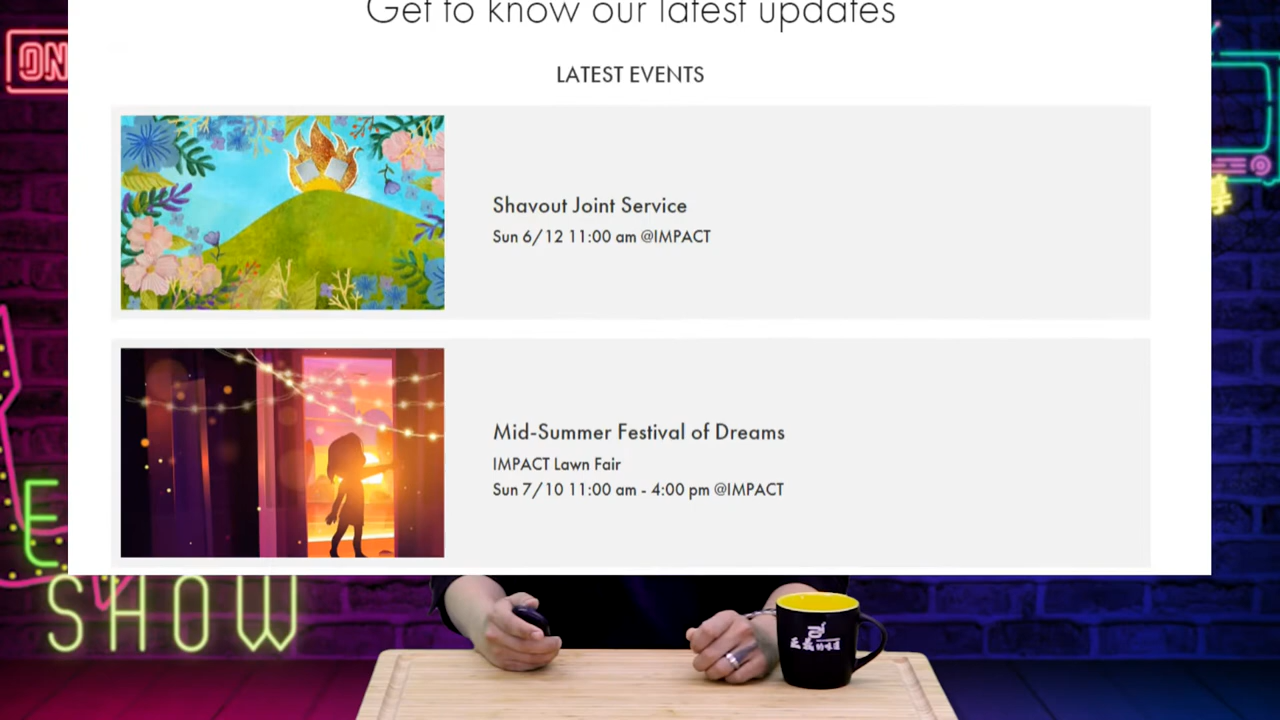 Get to know our latest updates
LATEST EVENTS
Shavout Joint Service
Sun 6/12 11:00 am @IMPACT
Mid-Summer Festival of Dreams
IMPACT Lawn Fair
Sun 7/10 11:00 am - 4:00 pm @IMPACT
ON
E
SHOW